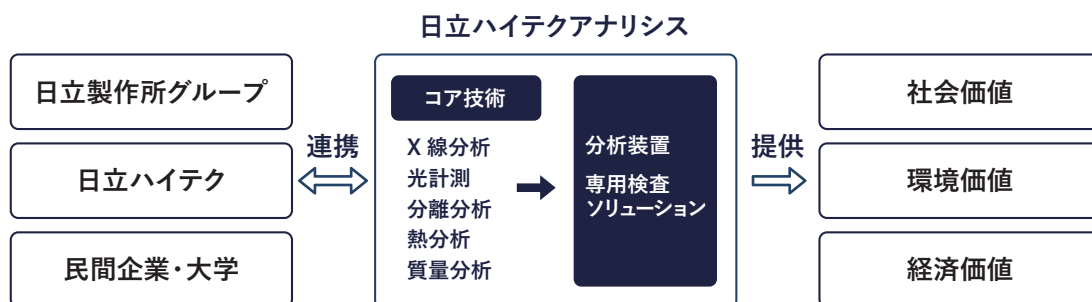 日立ハイテクアナリシス
日立製作所グループ
日立ハイテク
民間企業・大学
連携
コア技術
X 線分析
光計測
分離分析
熱分析
質量分析
分析装置
専用検査
ソリューション
提供
社会価値
環境価値
経済価値